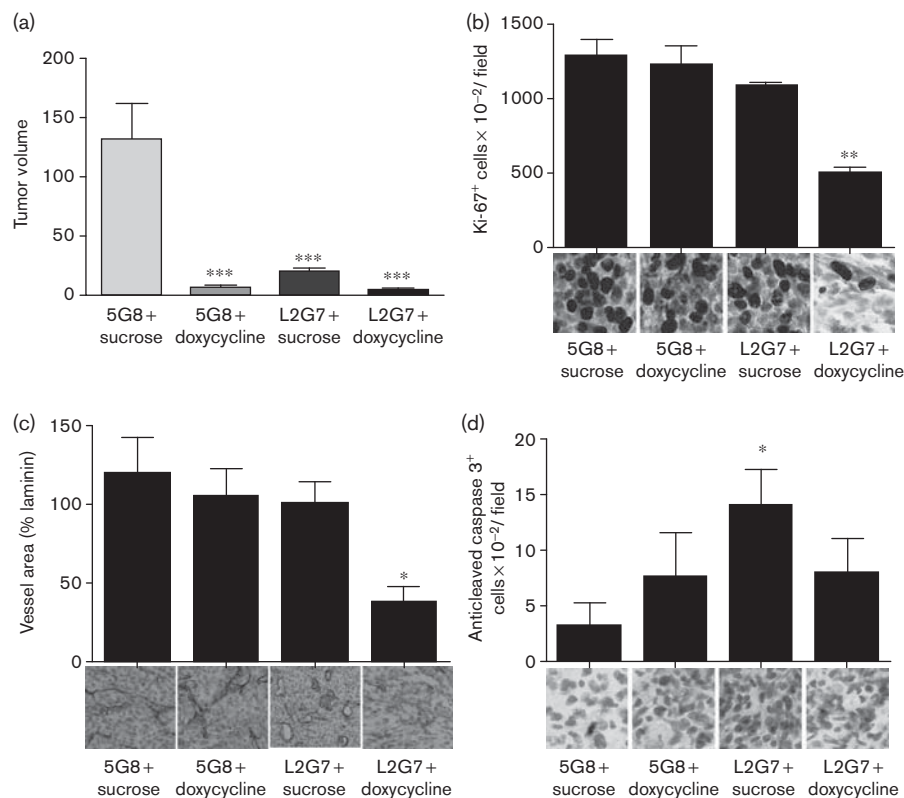 (a)
200
150
100
50
0
Tumor volume
***
***
***
5G8+
sucrose
5G8+
doxycycline
L2G7+
sucrose
L2G7+
doxycycline
(b)
1500
1000
500
0
Ki-67⁺ cells × 10⁻²/ field
**
5G8+
sucrose
5G8+
doxycycline
L2G7+
sucrose
L2G7+
doxycycline
(c)
150
100
50
0
Vessel area (% laminin)
*
5G8+
sucrose
5G8+
doxycycline
L2G7+
sucrose
L2G7+
doxycycline
(d)
20
15
10
5
0
Anticleaved caspase 3⁺
cells × 10⁻²/ field
*
5G8+
sucrose
5G8+
doxycycline
L2G7+
sucrose
L2G7+
doxycycline